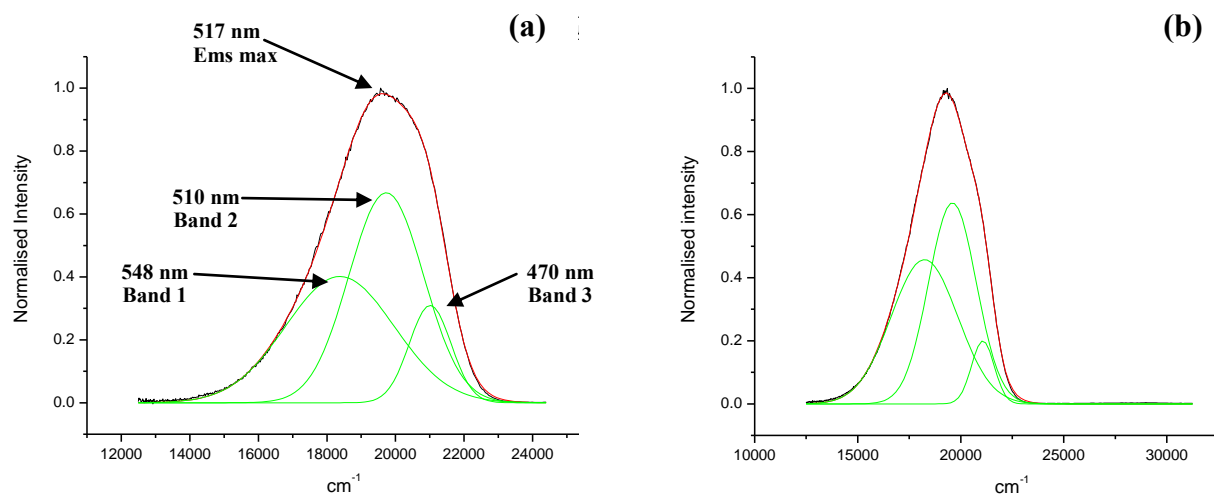 (a)
517 nm
Ems max
510 nm
Band 2
548 nm
Band 1
470 nm
Band 3
Normalised Intensity
1.0
0.8
0.6
0.4
0.2
0.0
12000 14000 16000 18000 20000 22000 24000
cm-1
(b)
Normalised intensity
1.0
0.8
0.6
0.4
0.2
0.0
10000 15000 20000 25000 30000
cm-1